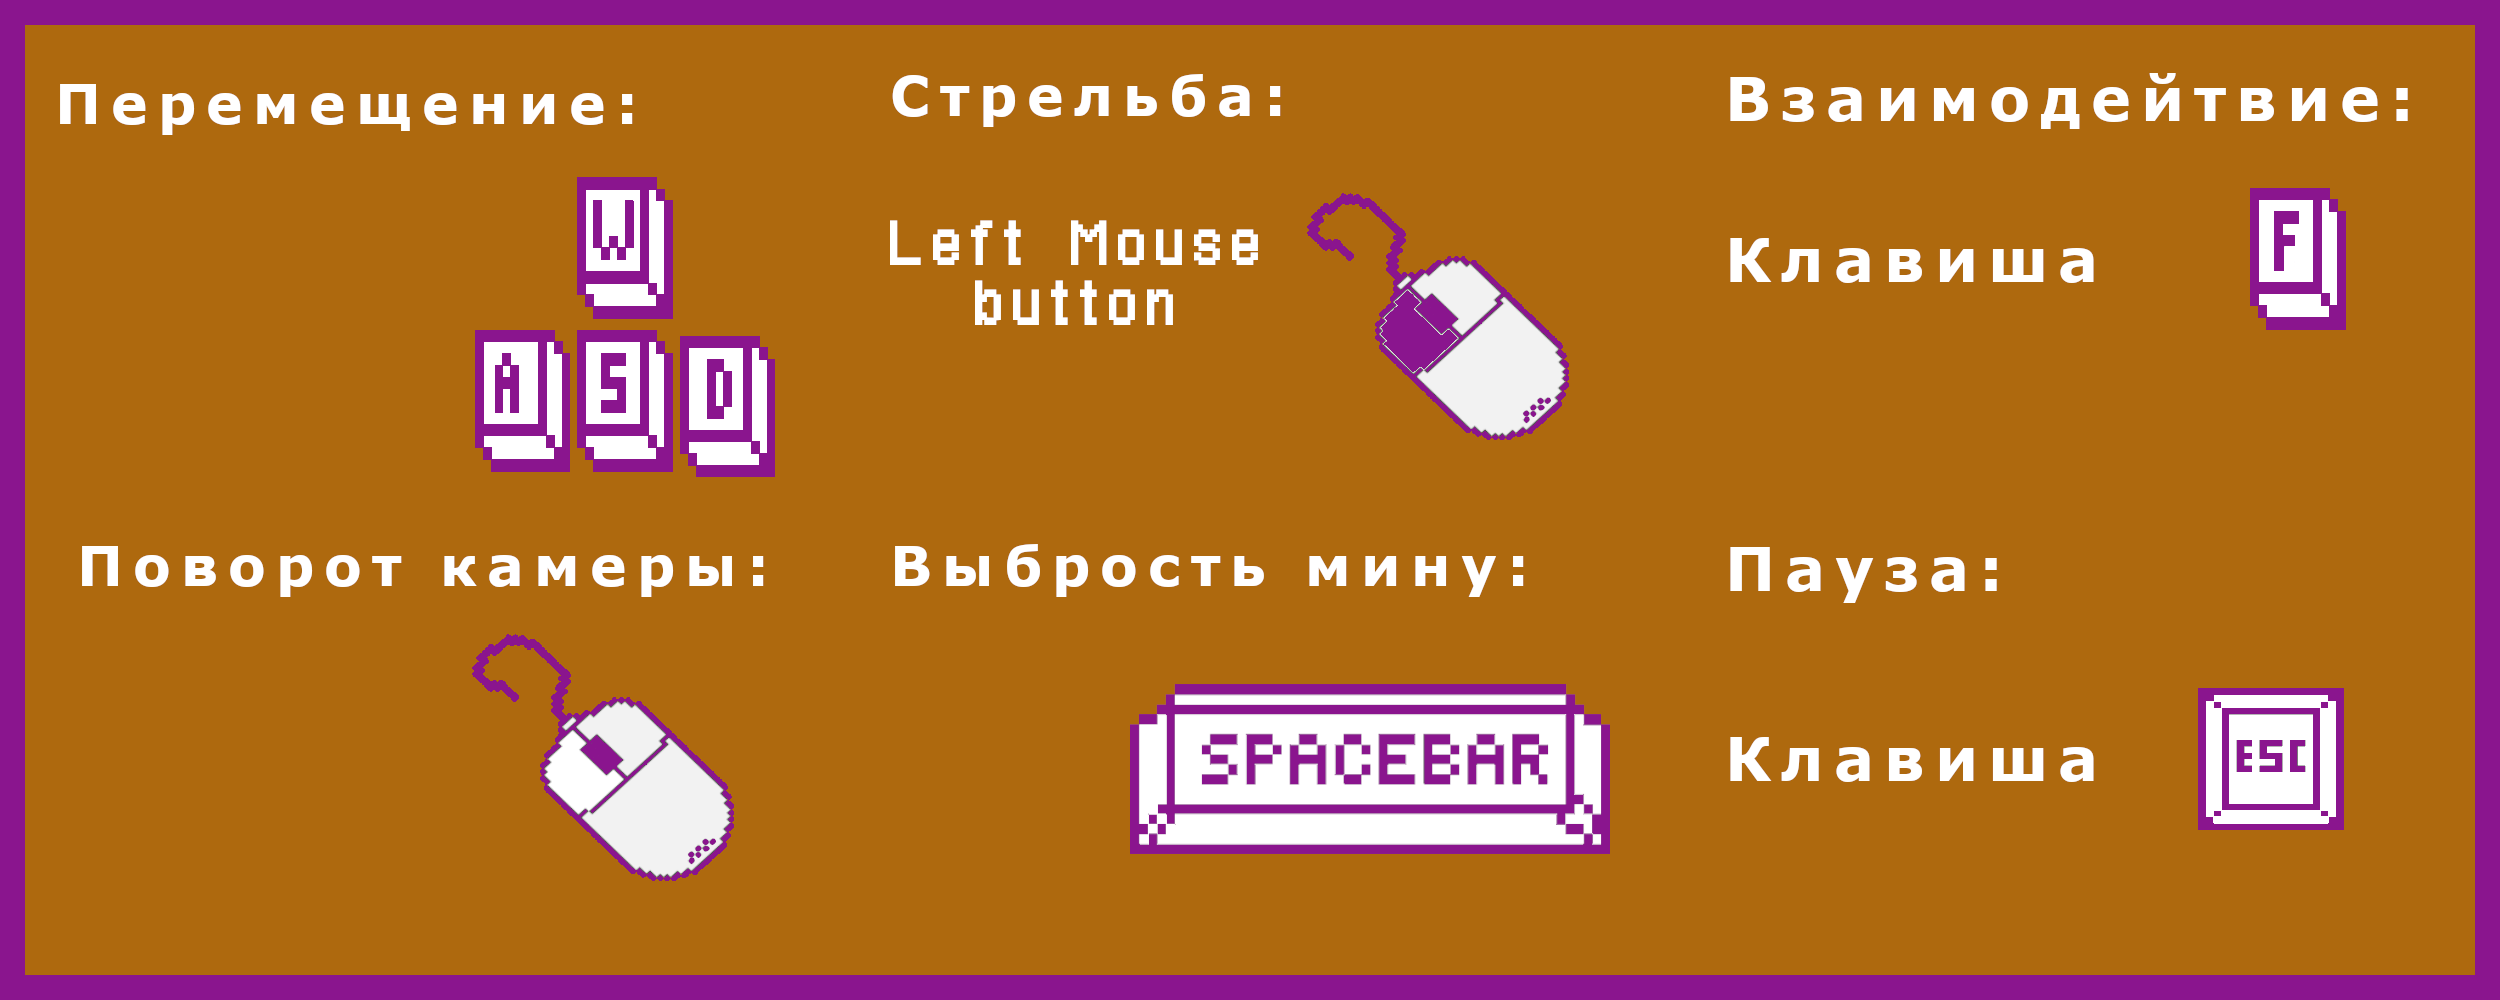 Перемещение:
W
A S D
Стрельба:
Left Mouse
button
Взаимодейтвие:
Клавиша F
Поворот камеры:
Выбрость мину:
SPACEBAR
Пауза:
Клавиша ESC